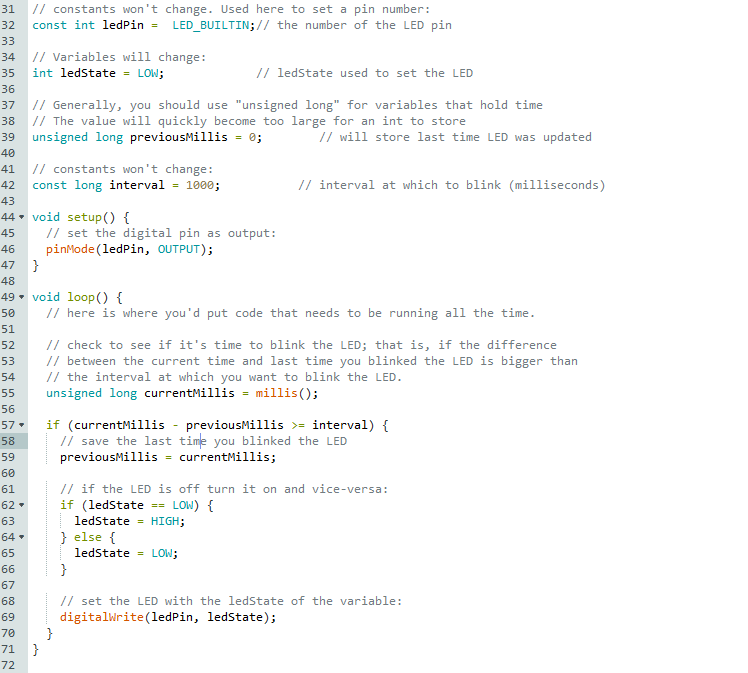 31 // constants won't change. Used here to set a pin number:
32 const int ledPin =  LED_BUILTIN;// the number of the LED pin
33
34 // Variables will change:
35 int ledState = LOW;             // ledState used to set the LED
36
37 // Generally, you should use "unsigned long" for variables that hold time
38 // The value will quickly become too large for an int to store
39 unsigned long previousMillis = 0;        // will store last time LED was updated
40
41 // constants won't change:
42 const long interval = 1000;           // interval at which to blink (milliseconds)
43
44 void setup() {
45   // set the digital pin as output:
46   pinMode(ledPin, OUTPUT);
47 }
48
49 void loop() {
50   // here is where you'd put code that needs to be running all the time.
51
52   // check to see if it's time to blink the LED; that is, if the difference
53   // between the current time and last time you blinked the LED is bigger than
54   // the interval at which you want to blink the LED.
55   unsigned long currentMillis = millis();
56
57   if (currentMillis - previousMillis >= interval) {
58     // save the last time you blinked the LED
59     previousMillis = currentMillis;
60
61     // if the LED is off turn it on and vice-versa:
62     if (ledState == LOW) {
63       ledState = HIGH;
64     } else {
65       ledState = LOW;
66     }
67
68     // set the LED with the ledState of the variable:
69     digitalWrite(ledPin, ledState);
70   }
71 }
72